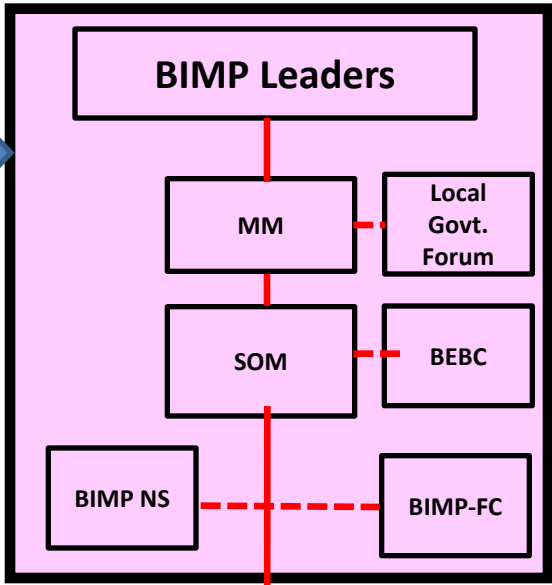 BIMP Leaders
MM
Local
Govt.
Forum
SOM
BEBC
BIMP NS
BIMP-FC